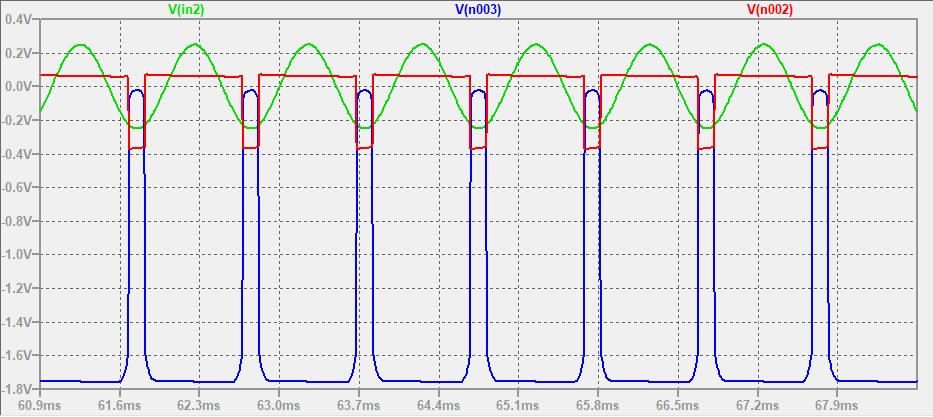 V(in2) V(n003) V(n002)
0.4V
0.2V
0.0V
-0.2V
-0.4V
-0.6V
-0.8V
-1.0V
-1.2V
-1.4V
-1.6V
-1.8V
60.9ms 61.6ms 62.3ms 63.0ms 63.7ms 64.4ms 65.1ms 65.8ms 66.5ms 67.2ms 67.9ms